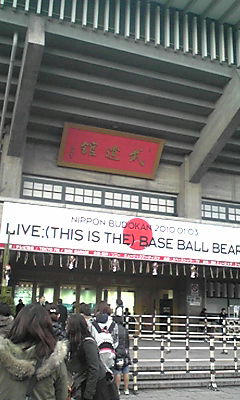 武道館
NIPPON BUDOKAN 2010.01.03
LIVE;(THIS IS THE) BASE BALL BEAR